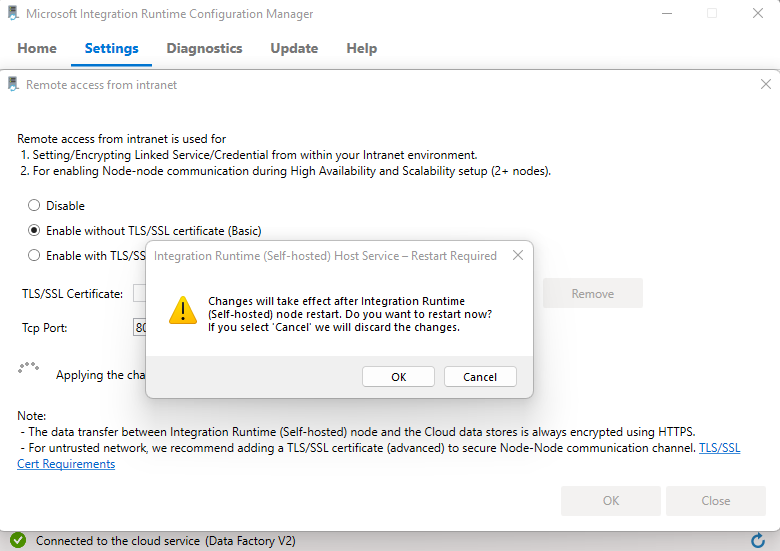 Microsoft Integration Runtime Configuration Manager
Home Settings Diagnostics Update Help
Remote access from intranet
Remote access from intranet is used for
1. Setting/Encrypting Linked Service/Credential from within your Intranet environment.
2. For enabling Node-node communication during High Availability and Scalability setup (2+ nodes).
Disable
Enable without TLS/SSL certificate (Basic)
Enable with TLS/SS
Integration Runtime (Self-hosted) Host Service – Restart Required
Changes will take effect after Integration Runtime
(Self-hosted) node restart. Do you want to restart now?
If you select 'Cancel' we will discard the changes.
OK Cancel
TLS/SSL Certificate:
Remove
Tcp Port: 80
Applying the cha
Note:
- The data transfer between Integration Runtime (Self-hosted) node and the Cloud data stores is always encrypted using HTTPS.
- For untrusted network, we recommend adding a TLS/SSL certificate (advanced) to secure Node-Node communication channel. TLS/SSL
Cert Requirements
OK Close
Connected to the cloud service (Data Factory V2)